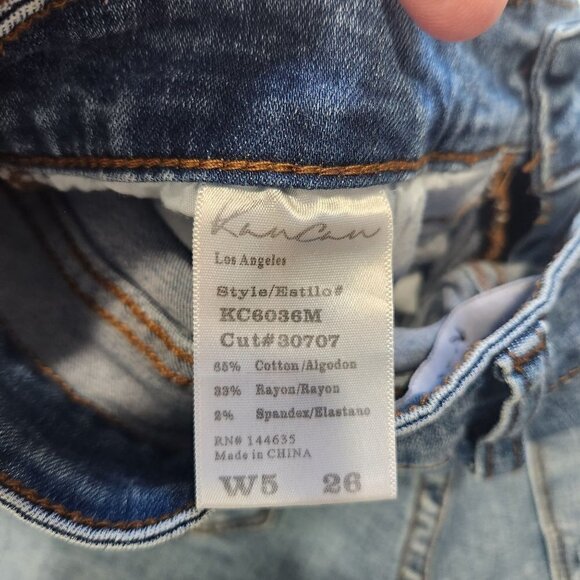 KanCan
Los Angeles
Style/Estilo#
KC6036M
Cut#30707
65% Cotton/Algodon
33% Rayon/Rayon
2% Spandex/Elastano
RN# 144635
Made in CHINA
W5 26